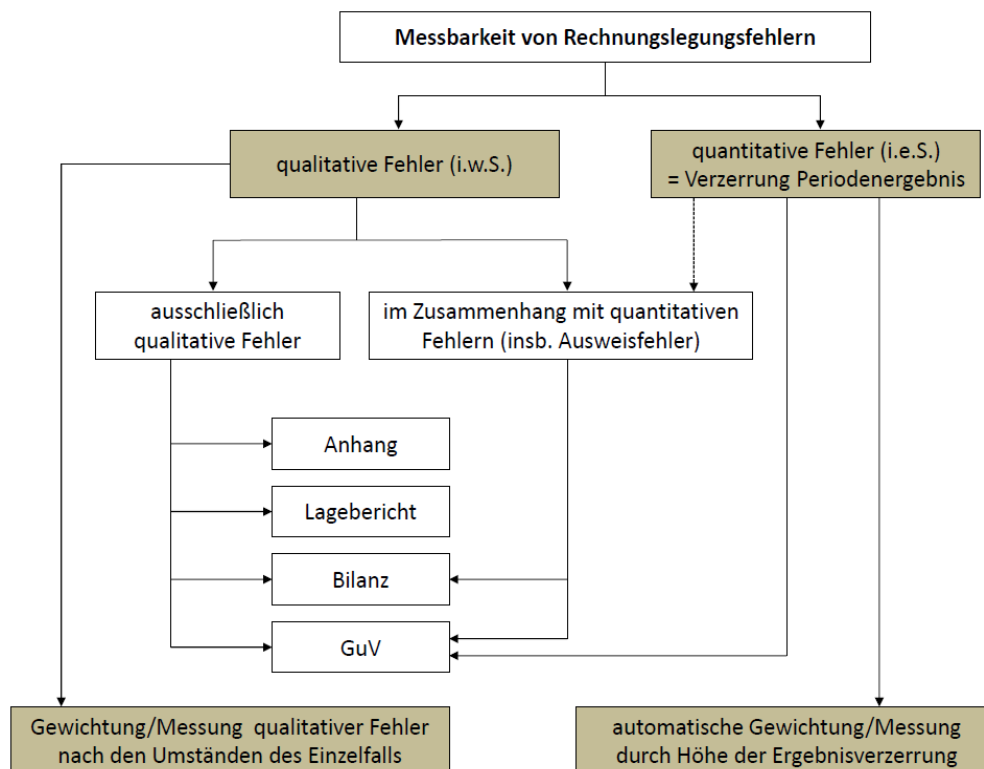 Messbarkeit von Rechnungslegungsfehlern
qualitative Fehler (i.w.S.)
quantitative Fehler (i.e.S.)
= Verzerrung Periodenergebnis
ausschließlich
qualitative Fehler
im Zusammenhang mit quantitativen
Fehlern (insb. Ausweisfehler)
Anhang
Lagebericht
Bilanz
GuV
Gewichtung/Messung qualitativer Fehler
nach den Umständen des Einzelfalls
automatische Gewichtung/Messung
durch Höhe der Ergebnisverzerrung